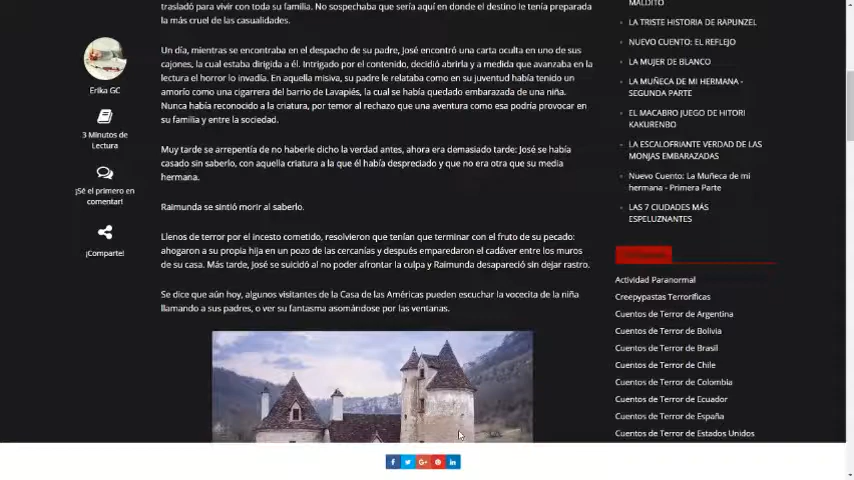 trasladó para vivir con toda su familia. No sospechaba que sería aquí en donde el destino le tenía preparada
la más cruel de las casualidades.
Un día, mientras se encontraba en el despacho de su padre, José encontró una carta oculta en uno de sus
cajones, la cual estaba dirigida a él. Intrigado por el contenido, decidió abrirla y a medida que avanzaba en la
lectura el horror lo invadía. En aquella misiva, su padre le relataba como en su juventud había tenido un
amorío como una cigarrera del barrio de Lavapiés, la cual se había quedado embarazada de una niña.
Nunca había reconocido a la criatura, por temor al rechazo que una aventura como esa podría provocar en
su familia y entre la sociedad.
Muy tarde se arrepentía de no haberle dicho la verdad antes, ahora era demasiado tarde: José se había
casado sin saberlo, con aquella criatura a la que él había despreciado y que no era otra que su media
hermana.
Raimunda se sintió morir al saberlo.
Llenos de terror por el incesto cometido, resolvieron que tenían que terminar con el fruto de su pecado:
ahogaron a su propia hija en un pozo de las cercanías y después emparedaron el cadáver entre los muros
de su casa. Más tarde, José se suicidó al no poder afrontar la culpa y Raimunda desapareció sin dejar rastro.
Se dice que aún hoy, algunos visitantes de la Casa de las Américas pueden escuchar la vocecita de la niña
llamando a sus padres, o ver su fantasma asomándose por las ventanas.
Erika GC
3 Minutos de
Lectura
¡Sé el primero en
comentar!
¡Comparte!
MALDITO
LA TRISTE HISTORIA DE RAPUNZEL
NUEVO CUENTO: EL REFLEJO
LA MUJER DE BLANCO
LA MUÑECA DE MI HERMANA -
SEGUNDA PARTE
EL MACABRO JUEGO DE HITORI
KAKURENBO
LA ESCALOFRIANTE VERDAD DE LAS
MONJAS EMBARAZADAS
Nuevo Cuento: La Muñeca de mi
hermana - Primera Parte
LAS 7 CIUDADES MÁS
ESPELUZNANTES
Actividad Paranormal
Creepypastas Terroríficas
Cuentos de Terror de Argentina
Cuentos de Terror de Bolivia
Cuentos de Terror de Brasil
Cuentos de Terror de Chile
Cuentos de Terror de Colombia
Cuentos de Terror de Ecuador
Cuentos de Terror de España
Cuentos de Terror de Estados Unidos